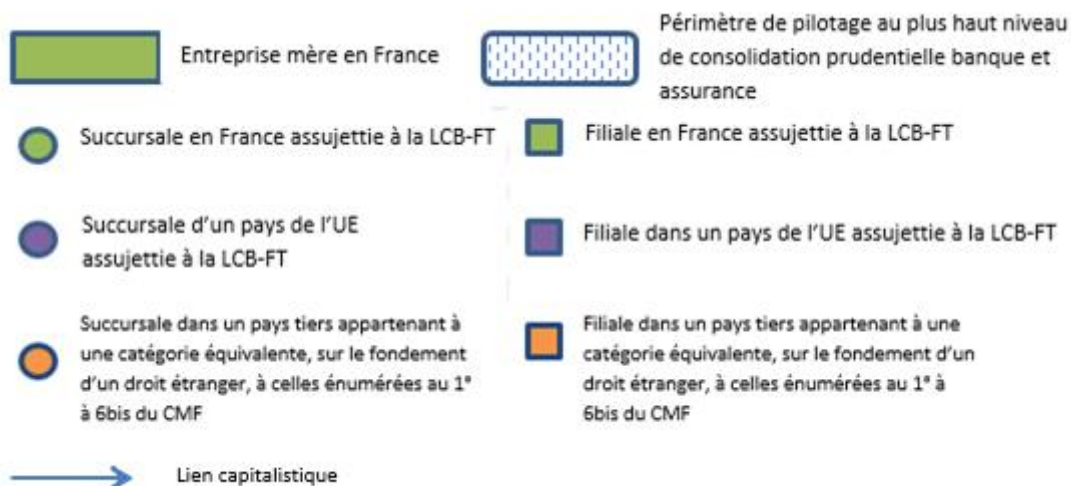 Entreprise mère en France
Périmètre de pilotage au plus haut niveau
de consolidation prudentielle banque et
assurance
Succursale en France assujettie à la LCB-FT
Filiale en France assujettie à la LCB-FT
Succursale d'un pays de l'UE
assujettie à la LCB-FT
Filiale dans un pays de l'UE assujettie à la LCB-FT
Succursale dans un pays tiers appartenant à
une catégorie équivalente, sur le fondement
d'un droit étranger, à celles énumérées au 1°
à 6bis du CMF
Filiale dans un pays tiers appartenant à une
catégorie équivalente, sur le fondement d'un
droit étranger, à celles énumérées au 1° à
6bis du CMF
Lien capitalistique